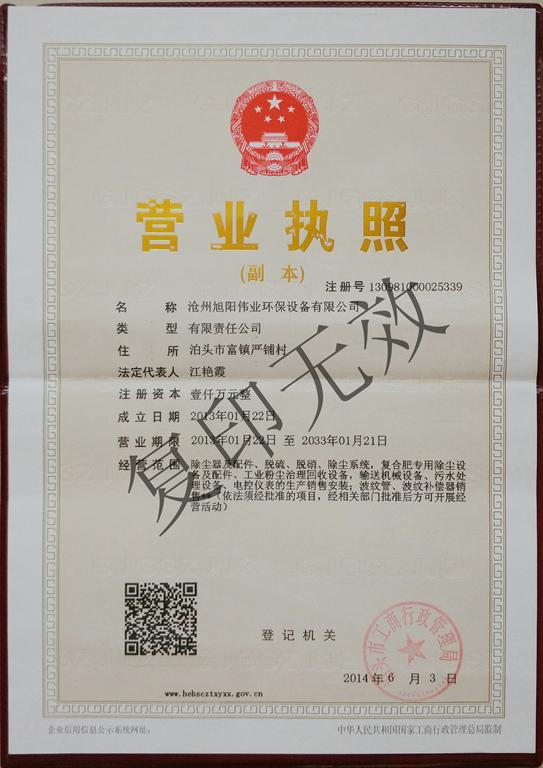 营业执照
(副 本)
注册号 130981000025339
名 称 沧州旭阳伟业环保设备有限公司
类 型 有限责任公司
住 所 泊头市富镇严铺村
法定代表人 江艳霞
注册资本 壹仟万元整
成立日期 2013年01月22日
营业期限 2013年01月22日 至 2033年01月21日
经营范围 除尘器及配件、脱硫、脱硝、除尘系统，复合肥专用除尘设
备及配件、工业粉尘治理回收设备，输送机械设备、污水处
理设备、电控仪表的生产销售安装；波纹管、波纹补偿器销
售**（依法须经批准的项目，经相关部门批准后方可开展经
营活动）
复印无效
登记机关
泊头市工商行政管理局
2014年 6 月 3 日
www.hebscztxyxx.gov.cn
企业信用信息公示系统网址：
中华人民共和国国家工商行政管理总局监制